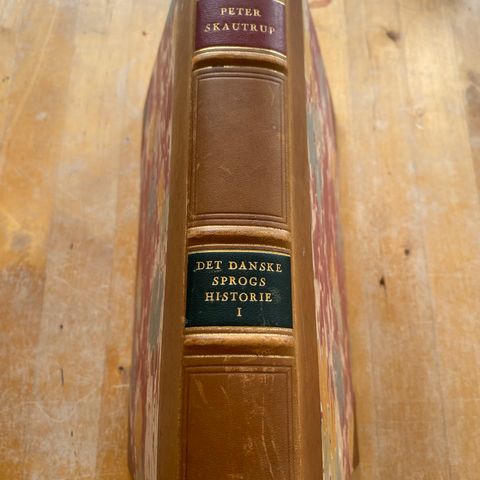 PETER
SKAUTRUP
DET DANSKE
SPROGS
HISTORIE
I